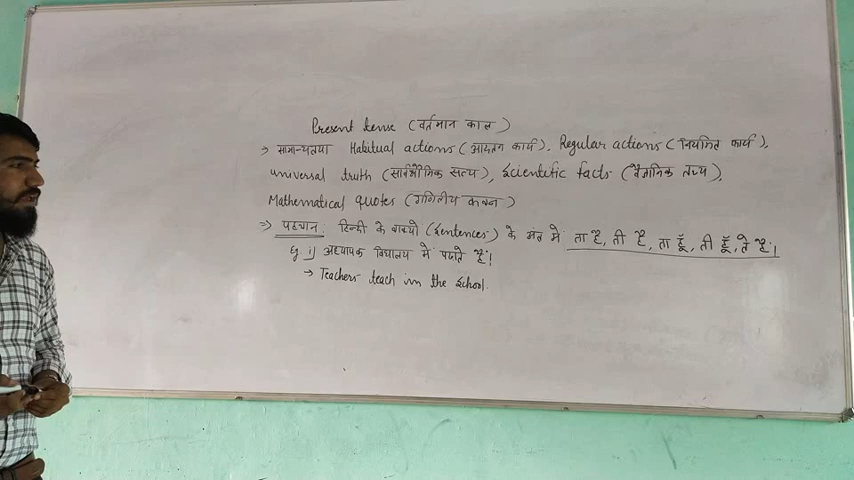 Present tense (वर्तमान काल)
→ सामान्यतया Habitual actions (आदतन कार्य), Regular actions (नियमित कार्य),
universal truth (सार्वभौमिक सत्य), Scientific facts (वैज्ञानिक तथ्य),
Mathematical quotes (गणितीय कथन)
⇒ पहचान: हिन्दी के वाक्यों (Sentences) के अंत में ता है, ती है, ता हूँ, ती हूँ, ते हैं।
Eg. i) अध्यापक विद्यालय में पढाते हैं।
→ Teachers teach in the School.